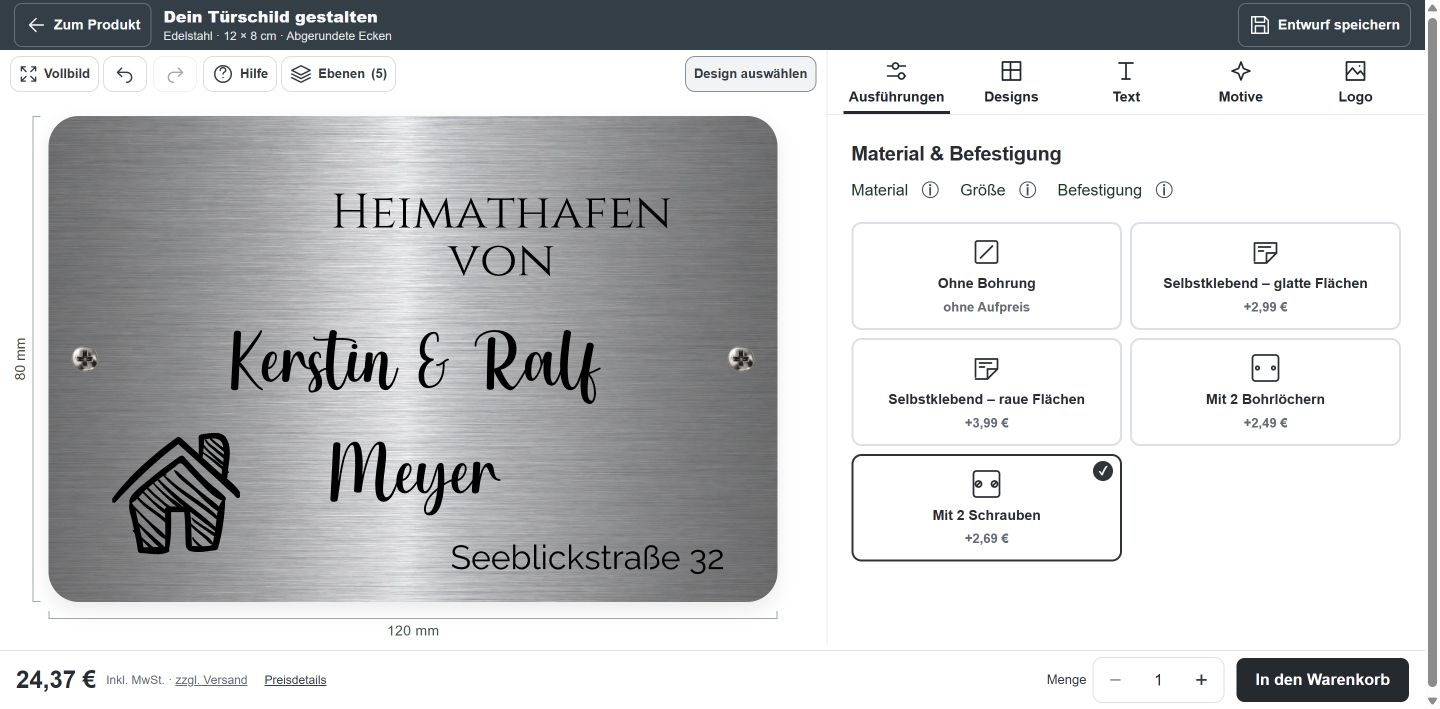 Zum Produkt
Dein Türschild gestalten
Edelstahl · 12 × 8 cm · Abgerundete Ecken
Entwurf speichern
Vollbild
Hilfe
Ebenen (5)
Design auswählen
Ausführungen
Designs
Text
Motive
Logo
80 mm
Heimathafen
von
Kerstin & Ralf
Meyer
Seeblickstraße 32
120 mm
Material & Befestigung
Material
Größe
Befestigung
Ohne Bohrung
ohne Aufpreis
Selbstklebend – glatte Flächen
+2,99 €
Selbstklebend – raue Flächen
+3,99 €
Mit 2 Bohrlöchern
+2,49 €
Mit 2 Schrauben
+2,69 €
24,37 €
Inkl. MwSt. · zzgl. Versand
Preisdetails
Menge
1
In den Warenkorb